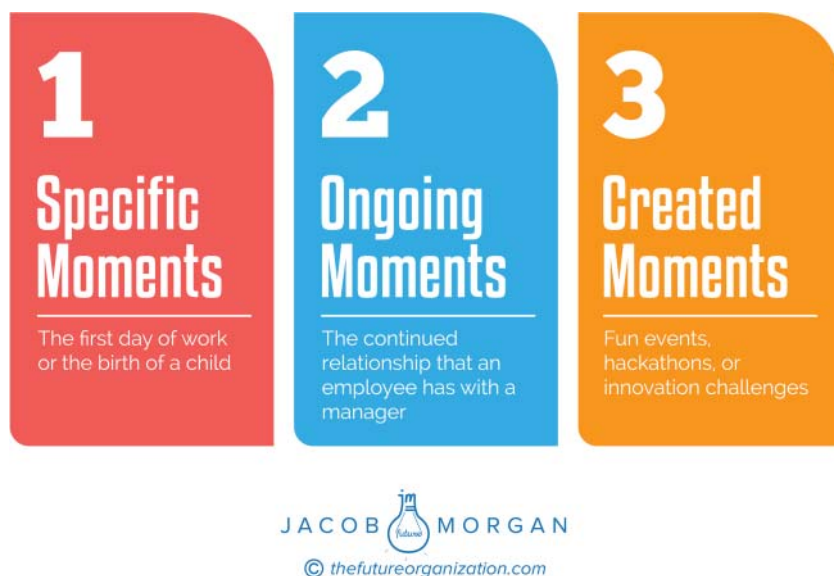 1
Specific
Moments
The first day of work
or the birth of a child
2
Ongoing
Moments
The continued
relationship that an
employee has with a
manager
3
Created
Moments
Fun events,
hackathons, or
innovation challenges
jm
future
JACOB MORGAN
© thefutureorganization.com